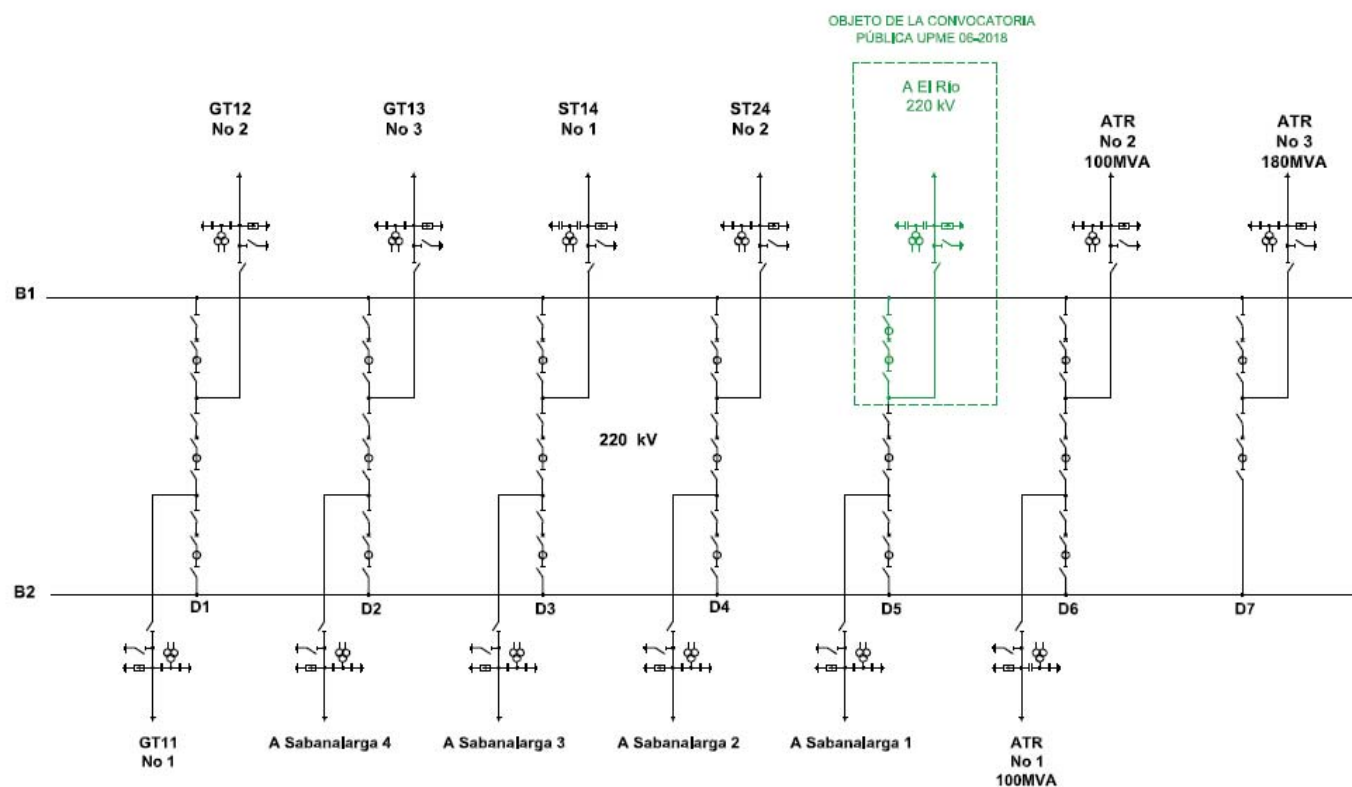 OBJETO DE LA CONVOCATORIA
PÚBLICA UPME 06-2018
A El Río
220 kV
GT12
No 2
GT13
No 3
ST14
No 1
ST24
No 2
ATR
No 2
100MVA
ATR
No 3
180MVA
B1
220 kV
B2
D1
D2
D3
D4
D5
D6
D7
GT11
No 1
A Sabanalarga 4
A Sabanalarga 3
A Sabanalarga 2
A Sabanalarga 1
ATR
No 1
100MVA